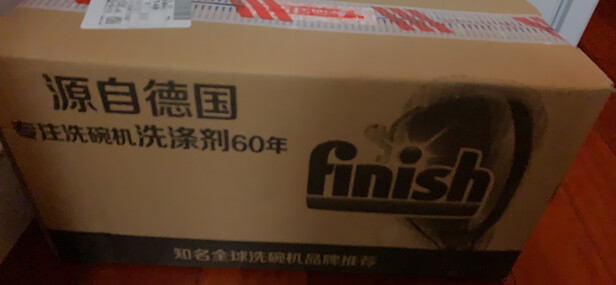 源自德国
专注洗碗机洗涤剂60年
finish
知名全球洗碗机品牌推荐